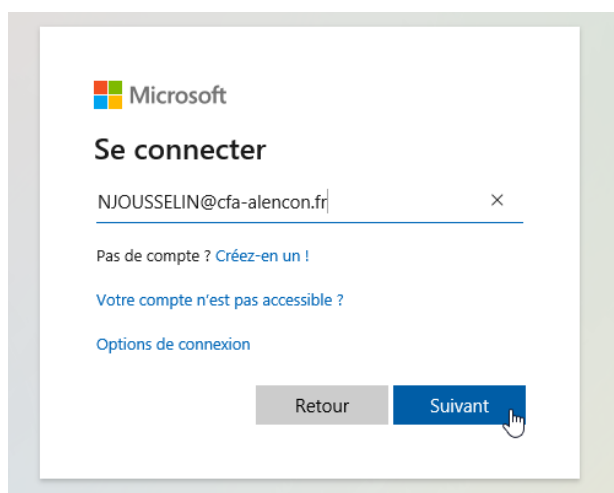 Microsoft
Se connecter
NJOUSSELIN@cfa-alencon.fr
Pas de compte ? Créez-en un !
Votre compte n'est pas accessible ?
Options de connexion
Retour
Suivant